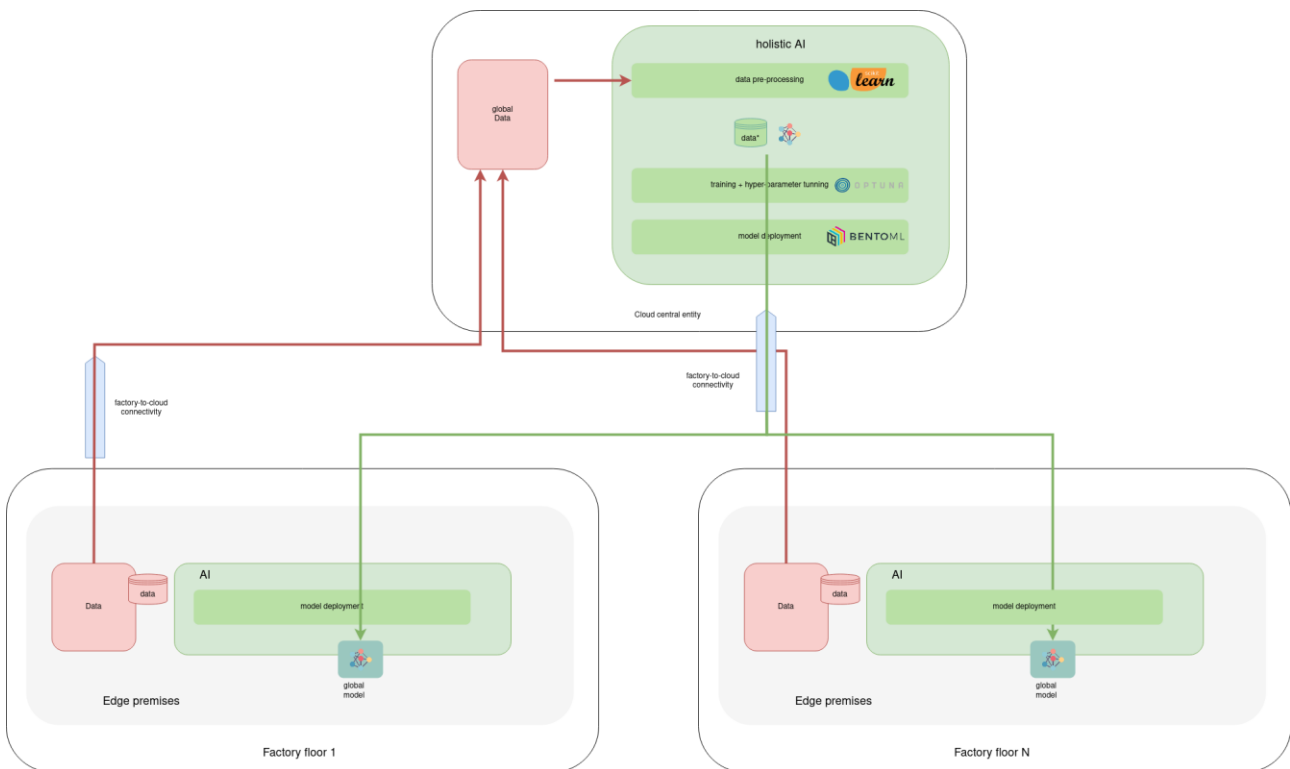 holistic AI
data pre-processing
learn
global
Data
data*
training + hyper-parameter tunning
OPTUNA
model deployment
BENTOML
Cloud central entity
factory-to-cloud
connectivity
factory-to-cloud
connectivity
AI
Data
data
model deployment
global
model
Edge premises
Factory floor 1
AI
Data
data
model deployment
global
model
Edge premises
Factory floor N